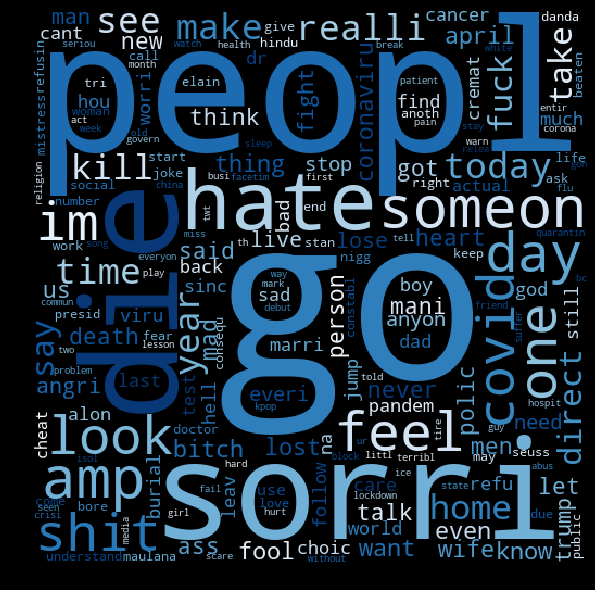 man
see
make
realli
cancer
danda
cant
new
give
hindu
april
white
take
seriou
watch
health
break
call
month
dr
peopl
mistressrefusin
tri
elain
hou
worri
woman
old
think
fight
coronaviru
find
anoth
cremat
fuck
much
entir
patient
pain
corona
act
week
govern
sleep
stay
warn
relea
kill
start
joke
thing
stop
got
today
life
gon
religion
social
china
busi
facetim
first
right
actual
ask
flu
number
im
die
hate
someon
bad
end
twt
quarantin
work
song
miss
th
live
stan
lose
heart
tell
keep
day
everyon
said
nigg
time
play
back
go
way
mark
debut
sad
boy
god
still
bc
us
sinc
year
mad
consequ
person
constabl
mani
anyon
friend
suffer
covid
one
commun
presid
viru
fear
say
death
lesson
marri
dad
polic
direct
two
problem
angri
last
test
hell
everi
kpop
jump
told
never
hospit
cheat
look
alon
doctor
bitch
lost
na
feel
pandem
men
need
guy
may
seuss
isol
hard
block
ur
littl
terribl
tire
abus
amp
burial
leav
fail
use
love
follow
ice
care
state
refu
let
come
seen
crisi
bore
girl
hurt
sorri
lockdown
talk
home
due
shit
media
ass
scare
without
world
even
trump
public
understand
maulana
fool
choic
want
wife
know